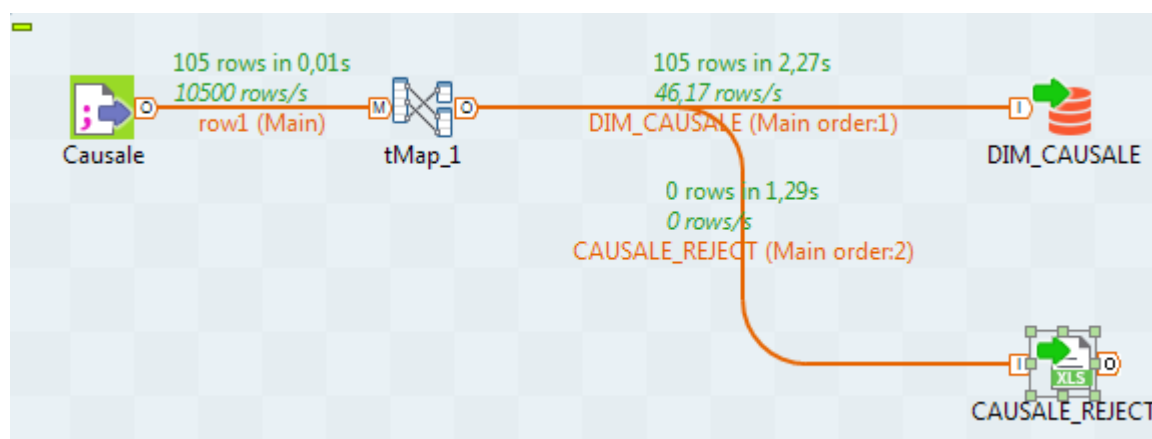 105 rows in 0,01s
10500 rows/s
row1 (Main)
Causale
M
O
O
tMap_1
105 rows in 2,27s
46,17 rows/s
DIM_CAUSALE (Main order:1)
I
DIM_CAUSALE
0 rows in 1,29s
0 rows/s
CAUSALE_REJECT (Main order:2)
I
O
XLS
CAUSALE_REJECT